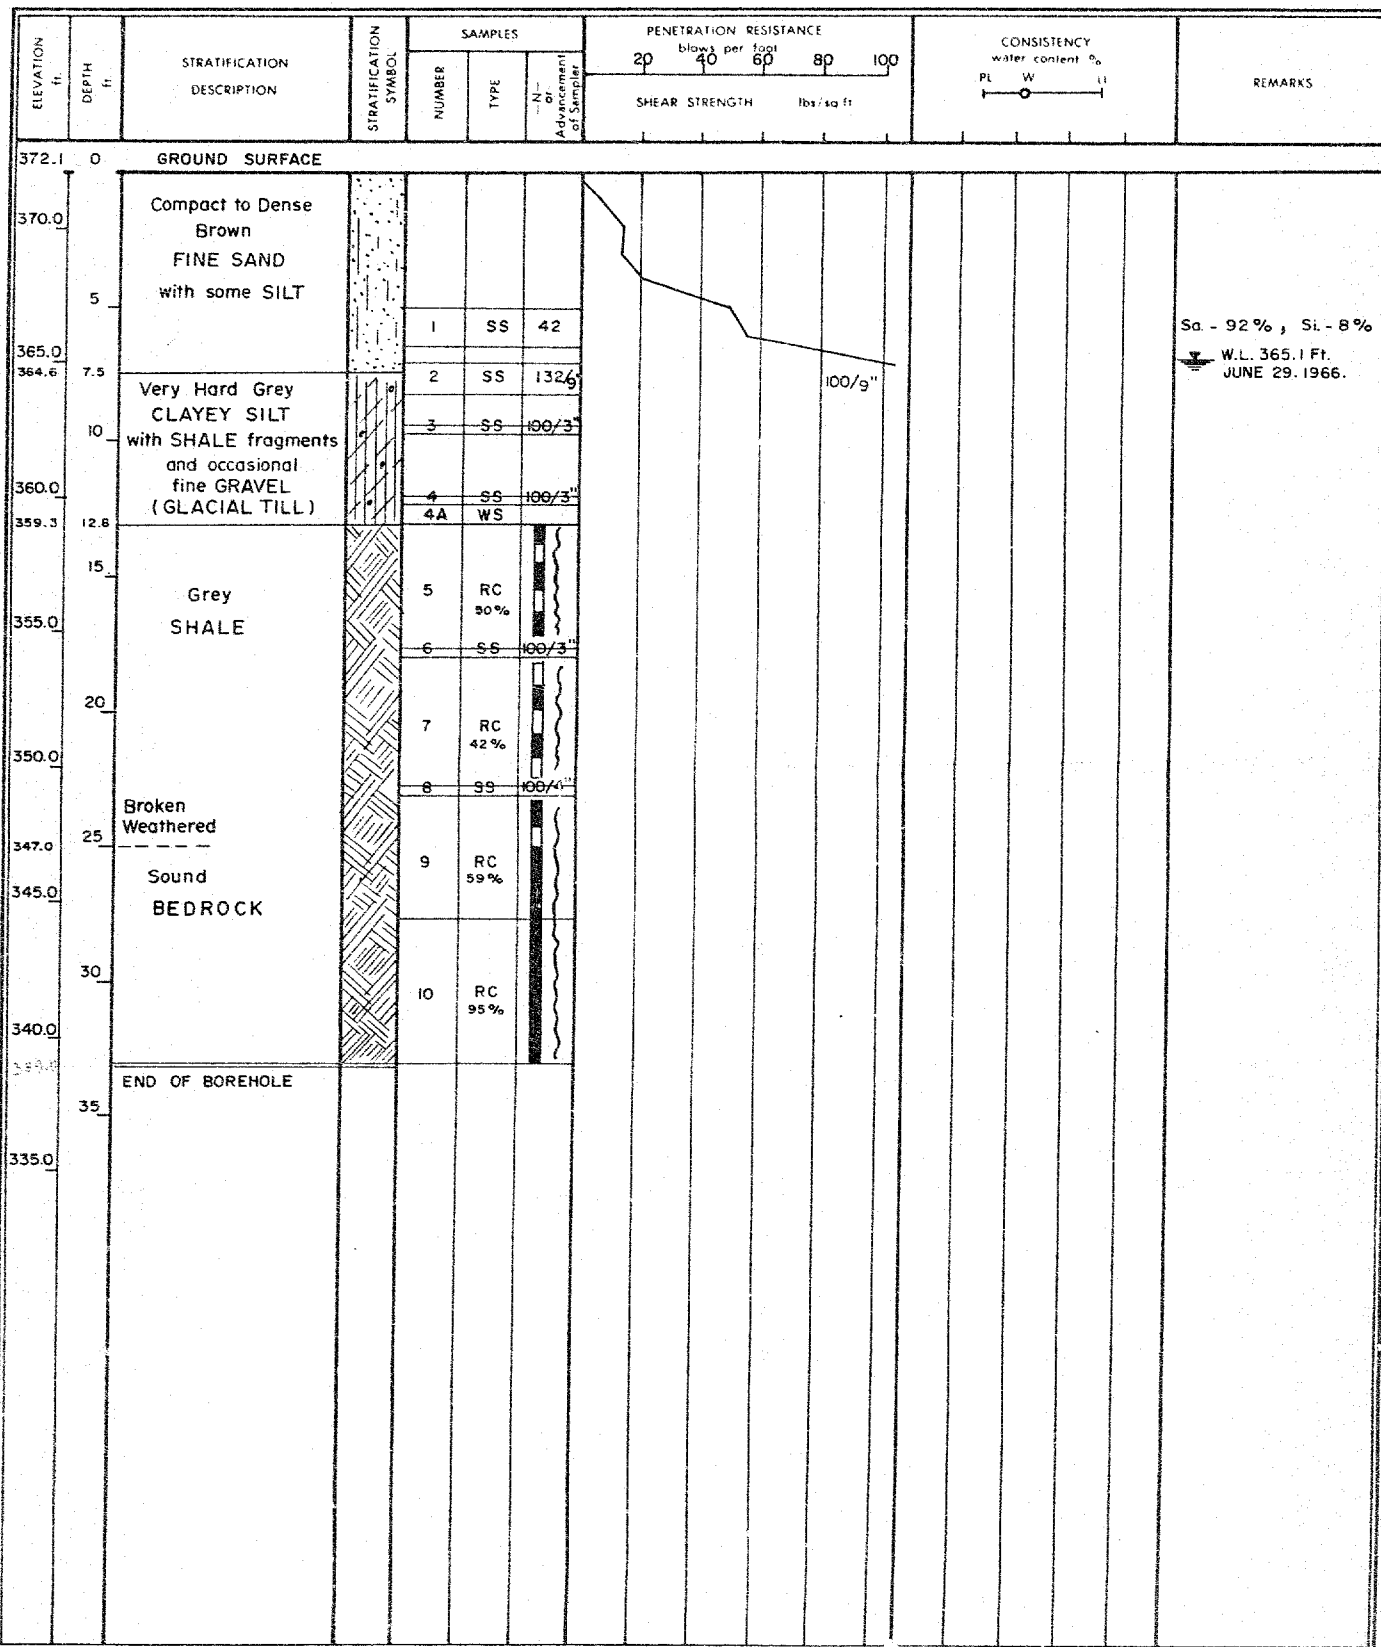 ELEVATION ft.
DEPTH ft.
STRATIFICATION
DESCRIPTION
STRATIFICATION
SYMBOL
SAMPLES
NUMBER
TYPE
—N—
or
Advancement
of Sampler
PENETRATION RESISTANCE
blows per foot
20 40 60 80 100
SHEAR STRENGTH lbs/sq ft
CONSISTENCY
water content %
PL W
REMARKS
372.1 0 GROUND SURFACE
Compact to Dense
370.0
Brown
FINE SAND
with some SILT
5
1 SS 42
Sa. - 92%, Si. - 8%
365.0
W.L. 365.1 Ft.
JUNE 29. 1966.
364.6 7.5
2 SS 132/9"
100/9"
Very Hard Grey
CLAYEY SILT
3 SS 100/3"
10
with SHALE fragments
and occasional
fine GRAVEL
360.0
4 SS 100/3"
(GLACIAL TILL)
4A WS
359.3 12.8
15
Grey
5 RC
50%
SHALE
355.0
6 SS 100/3"
20
7 RC
42%
350.0
8 SS 100/4"
Broken
Weathered
25
347.0
9 RC
59%
Sound
345.0
BEDROCK
30
10 RC
95%
340.0
END OF BOREHOLE
35
335.0